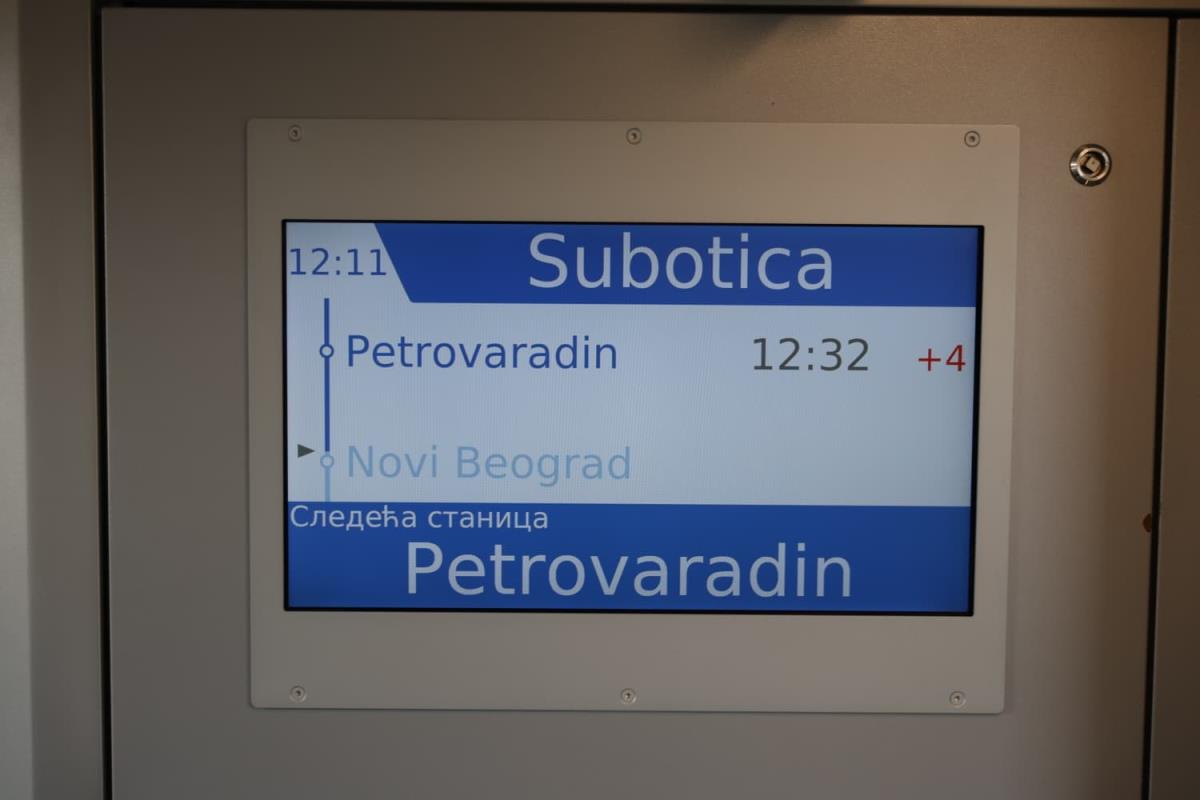 12:11 Subotica
Petrovaradin 12:32 +4
Novi Beograd
Следећа станица
Petrovaradin